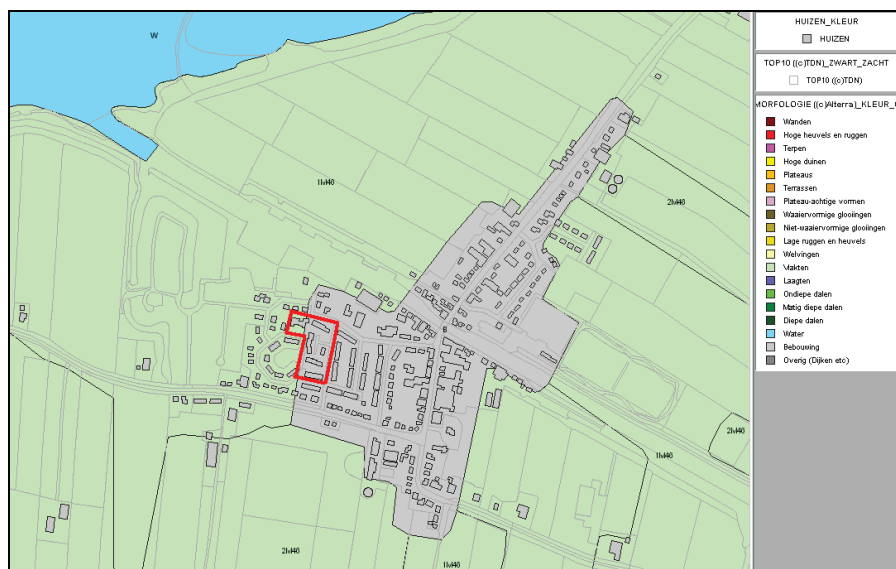 W
1M46
2M46
B
2M46
2M46
1M46
2M46
1M46
HUIZEN_KLEUR
HUIZEN
TOP10 ((c)TDN)_ZWART_ZACHT
TOP10 ((c)TDN)
MORFOLOGIE ((c)Alterra)_KLEUR_
Wanden
Hoge heuvels en ruggen
Terpen
Hoge duinen
Plateaus
Terrassen
Plateau-achtige vormen
Waaiervormige glooiingen
Niet-waaiervormige glooiingen
Lage ruggen en heuvels
Welvingen
Vlakten
Laagten
Ondiepe dalen
Matig diepe dalen
Diepe dalen
Water
Bebouwing
Overig (Dijken etc)